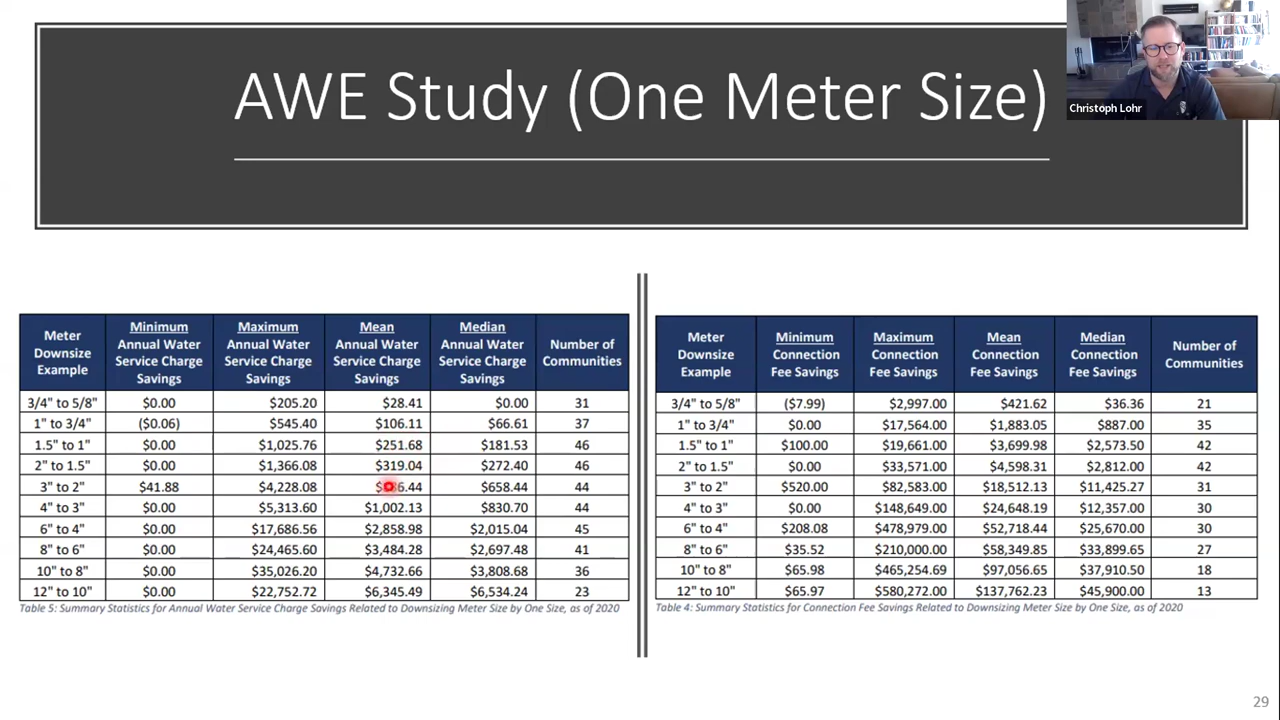 AWE Study (One Meter Size)
Christoph Lohr
Meter Downsize Example | Minimum Annual Water Service Charge Savings | Maximum Annual Water Service Charge Savings | Mean Annual Water Service Charge Savings | Median Annual Water Service Charge Savings | Number of Communities
3/4" to 5/8" $0.00 $205.20 $28.41 $0.00 31
1" to 3/4" ($0.06) $545.40 $106.11 $66.61 37
1.5" to 1" $0.00 $1,025.76 $251.68 $181.53 46
2" to 1.5" $0.00 $1,366.08 $319.04 $272.40 46
3" to 2" $41.88 $4,228.08 $658.44 44
4" to 3" $0.00 $5,313.60 $1,002.13 $830.70 44
6" to 4" $0.00 $17,686.56 $2,858.98 $2,015.04 45
8" to 6" $0.00 $24,465.60 $3,484.28 $2,697.48 41
10" to 8" $0.00 $35,026.20 $4,732.66 $3,808.68 36
12" to 10" $0.00 $22,752.72 $6,345.49 $6,534.24 23
Table 5: Summary Statistics for Annual Water Service Charge Savings Related to Downsizing Meter Size by One Size, as of 2020
Meter Downsize Example | Minimum Connection Fee Savings | Maximum Connection Fee Savings | Mean Connection Fee Savings | Median Connection Fee Savings | Number of Communities
3/4" to 5/8" ($7.99) $2,997.00 $421.62 $36.36 21
1" to 3/4" $0.00 $17,564.00 $1,883.05 $887.00 35
1.5" to 1" $100.00 $19,661.00 $3,699.98 $2,573.50 42
2" to 1.5" $0.00 $33,571.00 $4,598.31 $2,812.00 42
3" to 2" $520.00 $82,583.00 $18,512.13 $11,425.27 31
4" to 3" $0.00 $148,649.00 $24,648.19 $12,357.00 30
6" to 4" $208.08 $478,979.00 $52,718.44 $25,670.00 30
8" to 6" $35.52 $210,000.00 $58,349.85 $33,899.65 27
10" to 8" $65.98 $465,254.69 $97,056.65 $37,910.50 18
12" to 10" $65.97 $580,272.00 $137,762.23 $45,900.00 13
Table 4: Summary Statistics for Connection Fee Savings Related to Downsizing Meter Size by One Size, as of 2020
29